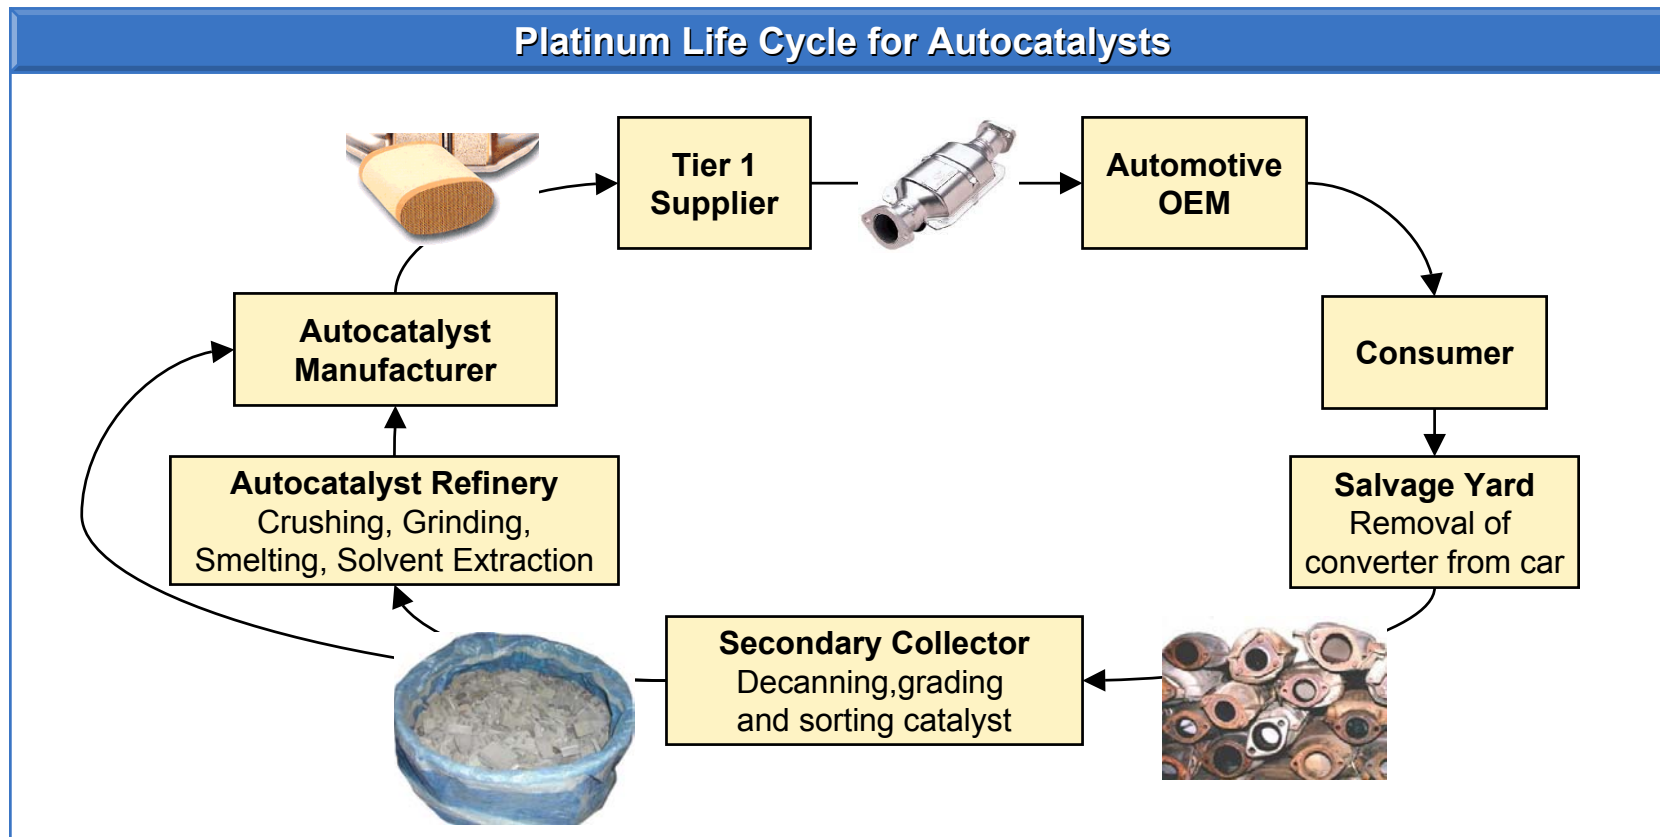 Platinum Life Cycle for Autocatalysts
Tier 1
Supplier
Automotive
OEM
Autocatalyst
Manufacturer
Consumer
Autocatalyst Refinery
Crushing, Grinding,
Smelting, Solvent Extraction
Salvage Yard
Removal of
converter from car
Secondary Collector
Decanning,grading
and sorting catalyst